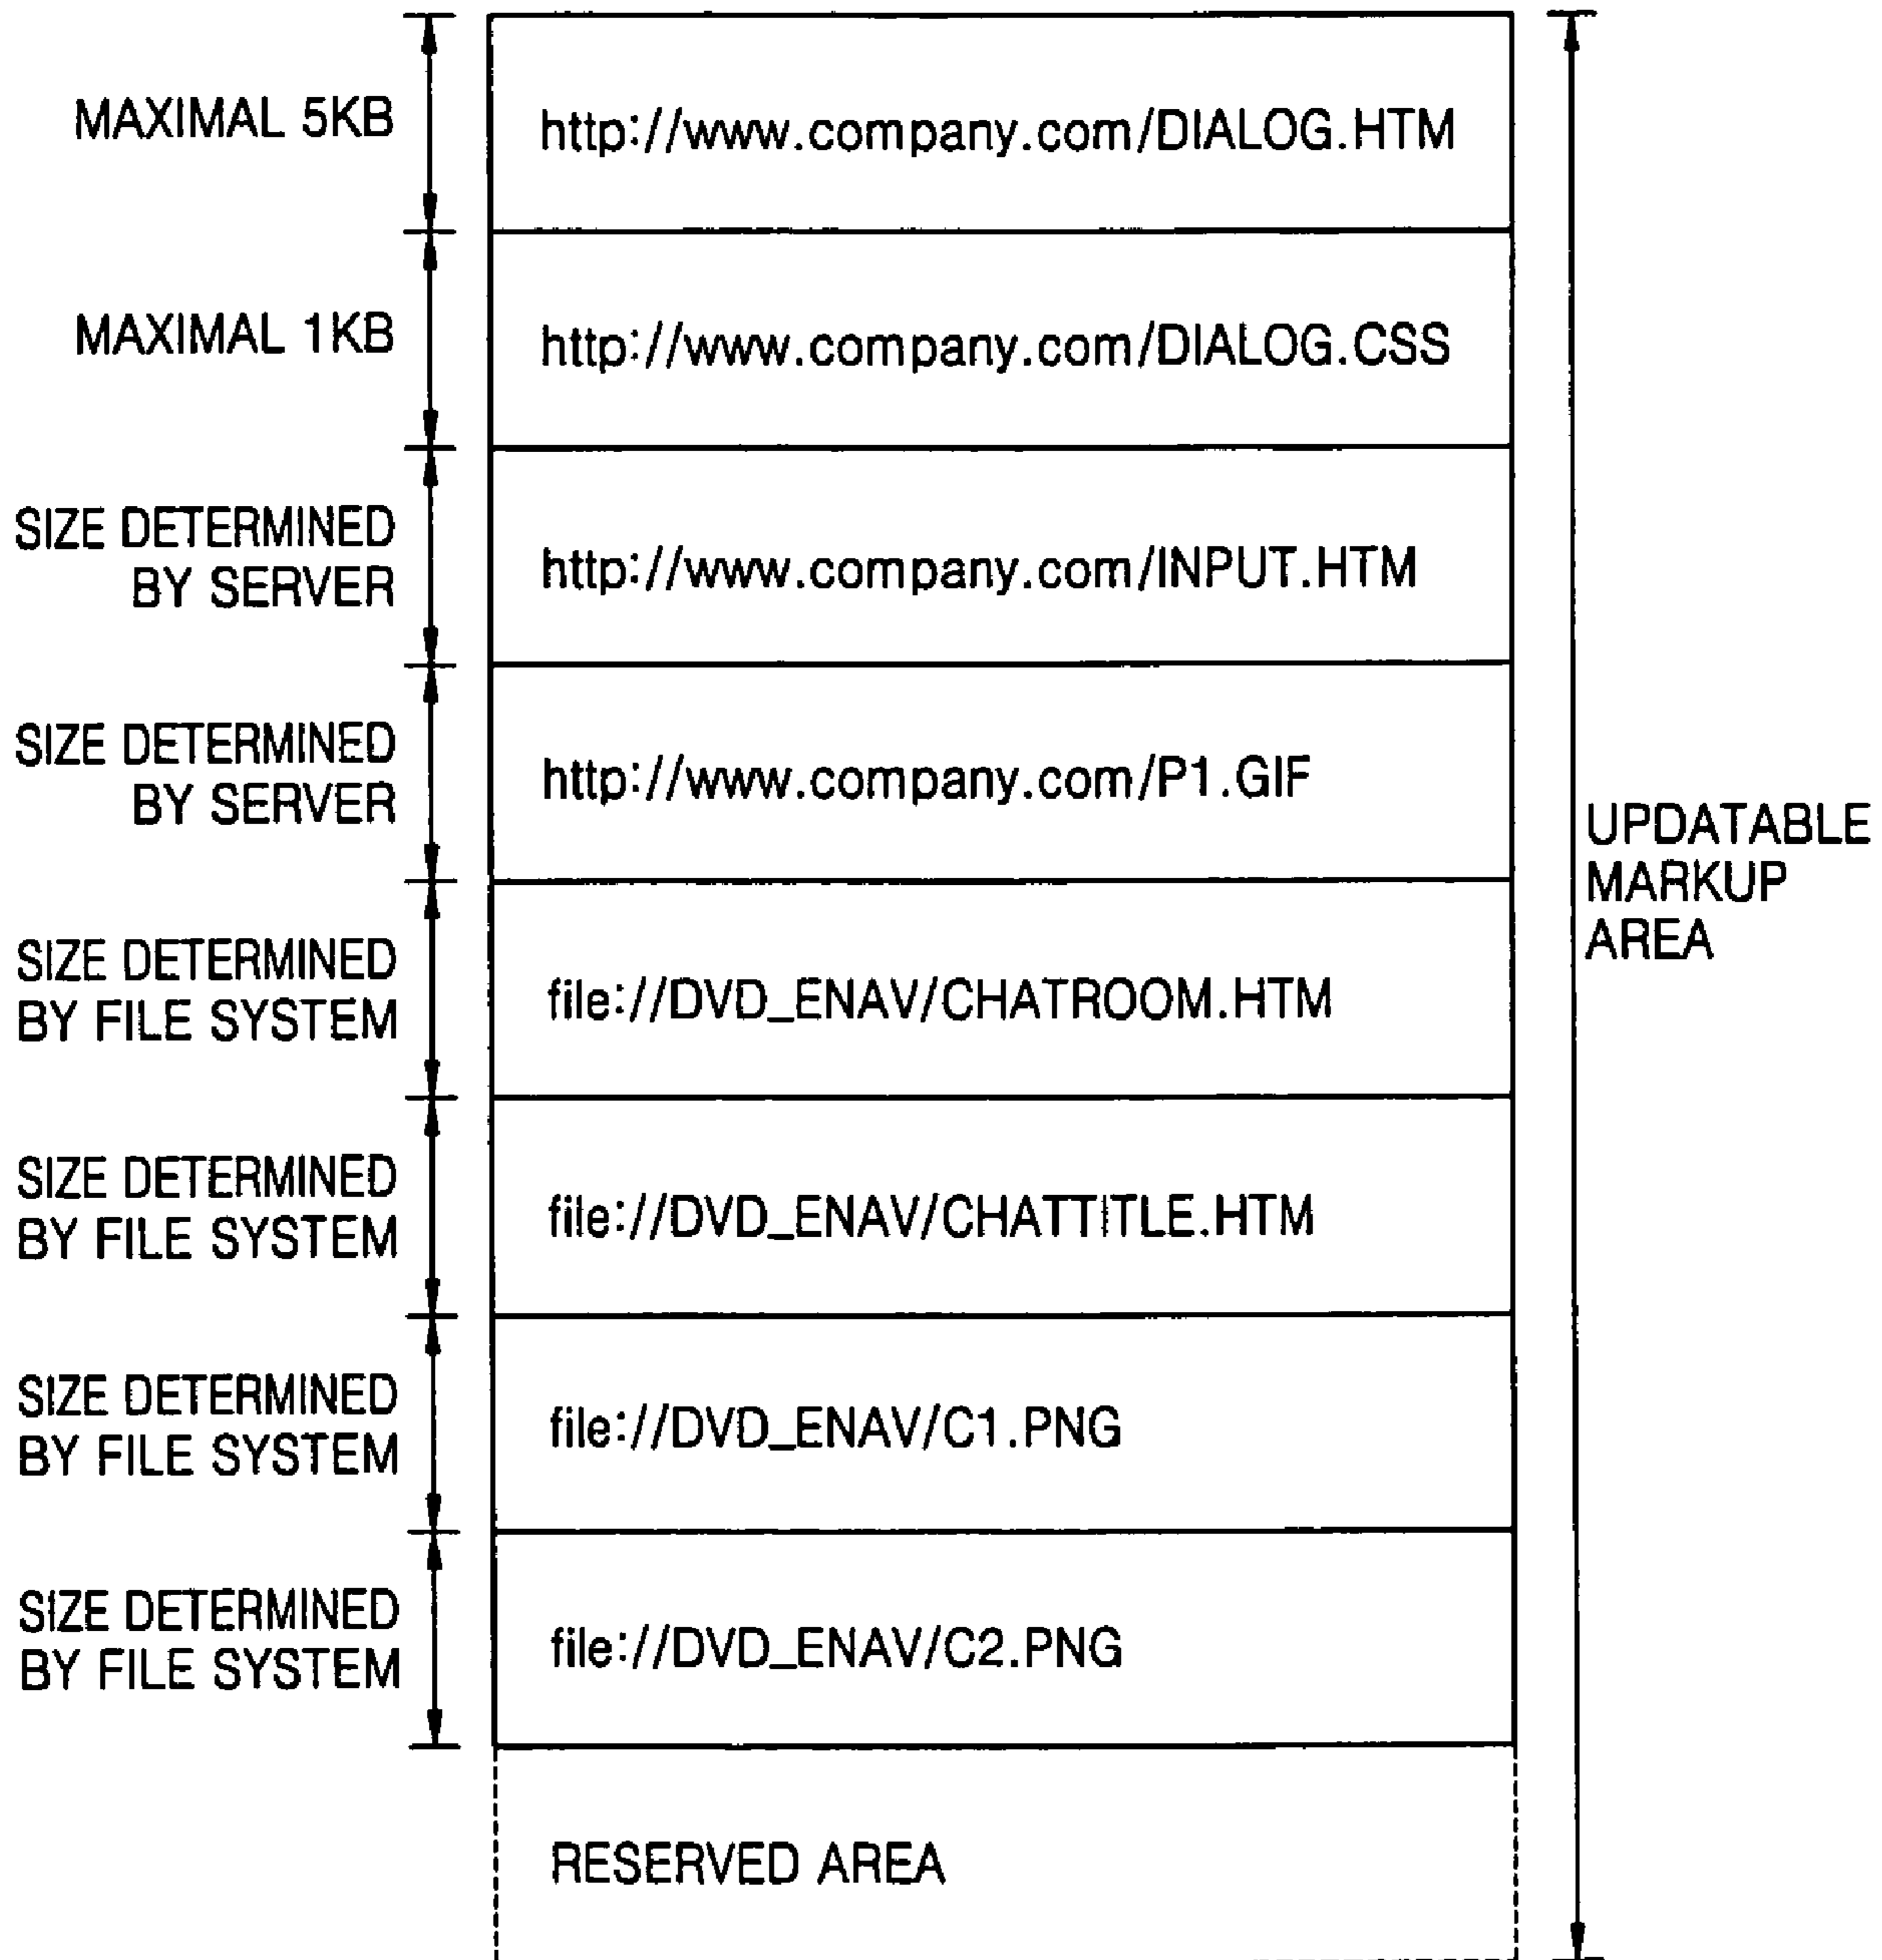 MAXIMAL 5KB
http://www.company.com/DIALOG.HTM
MAXIMAL 1KB
http://www.company.com/DIALOG.CSS
SIZE DETERMINED
BY SERVER
http://www.company.com/INPUT.HTM
SIZE DETERMINED
BY SERVER
http://www.company.com/P1.GIF
UPDATABLE
MARKUP
AREA
SIZE DETERMINED
BY FILE SYSTEM
file://DVD_ENAV/CHATROOM.HTM
SIZE DETERMINED
BY FILE SYSTEM
file://DVD_ENAV/CHATTITLE.HTM
SIZE DETERMINED
BY FILE SYSTEM
file://DVD_ENAV/C1.PNG
SIZE DETERMINED
BY FILE SYSTEM
file://DVD_ENAV/C2.PNG
RESERVED AREA